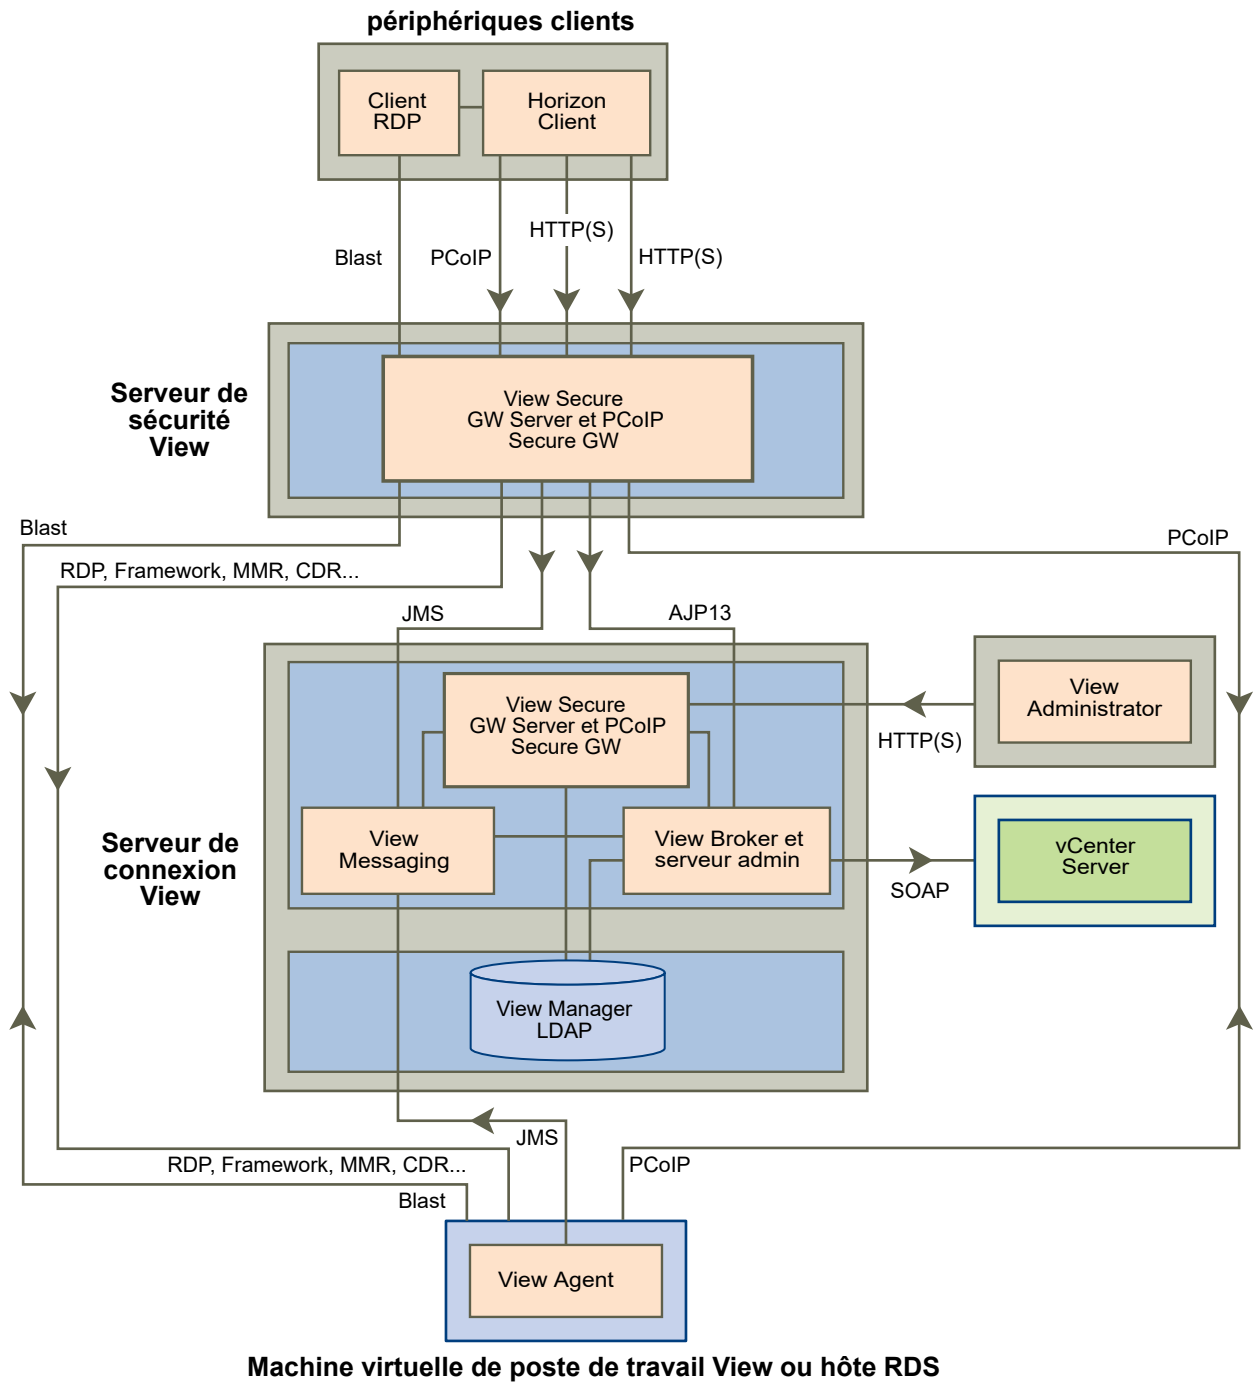 périphériques clients
Client
RDP
Horizon
Client
HTTP(S)
Blast
PCoIP
HTTP(S)
Serveur de
sécurité
View
View Secure
GW Server et PCoIP
Secure GW
Blast
PCoIP
RDP, Framework, MMR, CDR...
JMS
AJP13
View Secure
GW Server et PCoIP
Secure GW
View
Administrator
HTTP(S)
Serveur de
connexion
View
View
Messaging
View Broker et
serveur admin
vCenter
Server
SOAP
View Manager
LDAP
JMS
RDP, Framework, MMR, CDR...
PCoIP
Blast
View Agent
Machine virtuelle de poste de travail View ou hôte RDS